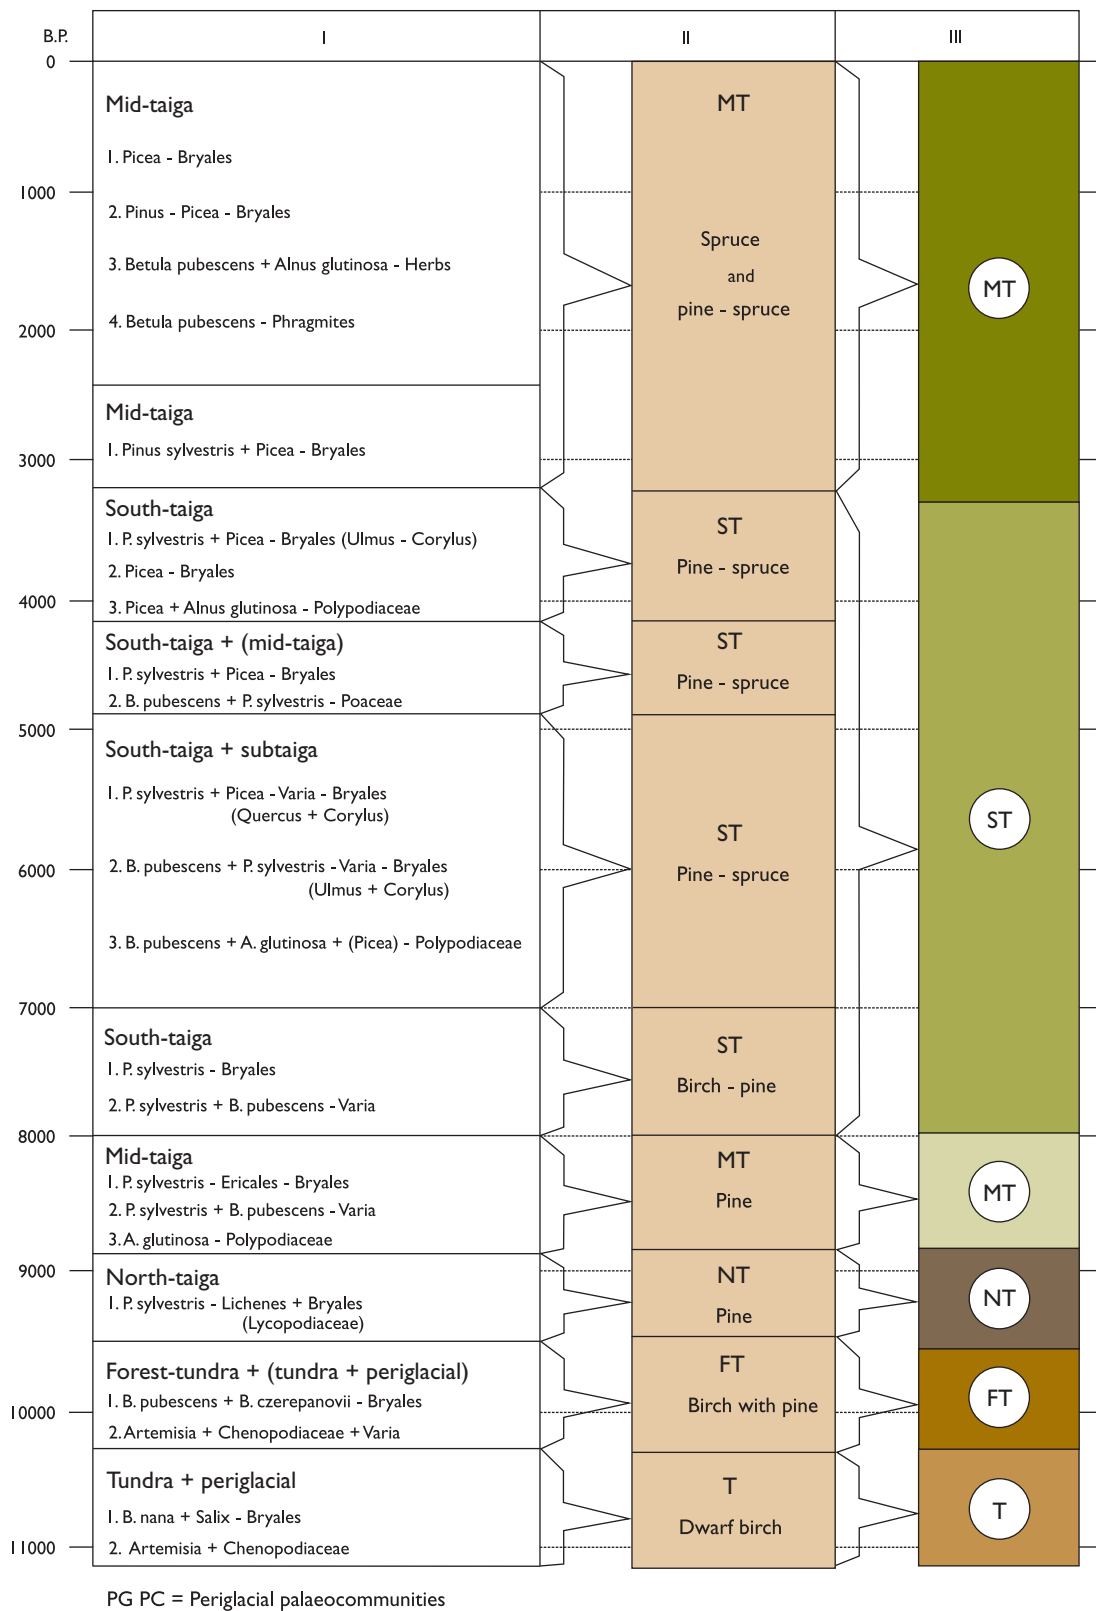 B.P.
I
II
III
0
1000
2000
3000
4000
5000
6000
7000
8000
9000
10000
11000
Mid-taiga
1. Picea - Bryales
2. Pinus - Picea - Bryales
3. Betula pubescens + Alnus glutinosa - Herbs
4. Betula pubescens - Phragmites
Mid-taiga
1. Pinus sylvestris + Picea - Bryales
South-taiga
1. P. sylvestris + Picea - Bryales (Ulmus - Corylus)
2. Picea - Bryales
3. Picea + Alnus glutinosa - Polypodiaceae
South-taiga + (mid-taiga)
1. P. sylvestris + Picea - Bryales
2. B. pubescens + P. sylvestris - Poaceae
South-taiga + subtaiga
1. P. sylvestris + Picea - Varia - Bryales
(Quercus + Corylus)
2. B. pubescens + P. sylvestris - Varia - Bryales
(Ulmus + Corylus)
3. B. pubescens + A. glutinosa + (Picea) - Polypodiaceae
South-taiga
1. P. sylvestris - Bryales
2. P. sylvestris + B. pubescens - Varia
Mid-taiga
1. P. sylvestris - Ericales - Bryales
2. P. sylvestris + B. pubescens - Varia
3. A. glutinosa - Polypodiaceae
North-taiga
1. P. sylvestris - Lichenes + Bryales
(Lycopodiaceae)
Forest-tundra + (tundra + periglacial)
1. B. pubescens + B. czerepanovii - Bryales
2. Artemisia + Chenopodiaceae + Varia
Tundra + periglacial
1. B. nana + Salix - Bryales
2. Artemisia + Chenopodiaceae
MT
Spruce
and
pine - spruce
ST
Pine - spruce
ST
Pine - spruce
ST
Pine - spruce
ST
Birch - pine
MT
Pine
NT
Pine
FT
Birch with pine
T
Dwarf birch
MT
ST
MT
NT
FT
T
PG PC = Periglacial palaeocommunities